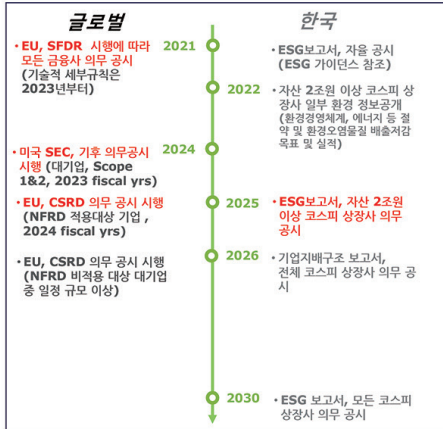 글로벌
한국
• EU, SFDR 시행에 따라
모든 금융사 의무 공시
(기술적 세부규칙은
2023년부터)
2021
• ESG보고서, 자율 공시
(ESG 가이던스 참조)
2022
• 자산 2조원 이상 코스피 상
장사 일부 환경 정보공개
(환경경영체계, 에너지 등 절
약 및 환경오염물질 배출저감
목표 및 실적)
2024
• 미국 SEC, 기후 의무공시
시행 (대기업, Scope
1&2, 2023 fiscal yrs)
• EU, CSRD 의무 공시 시행
(NFRD 적용대상 기업 ,
2024 fiscal yrs)
2025
• ESG보고서, 자산 2조원
이상 코스피 상장사 의무
공시
• EU, CSRD 의무 공시 시행
(NFRD 비적용 대상 대기업
중 일정 규모 이상)
2026
• 기업지배구조 보고서,
전체 코스피 상장사 의무 공
시
2030
• ESG 보고서, 모든 코스피
상장사 의무 공시